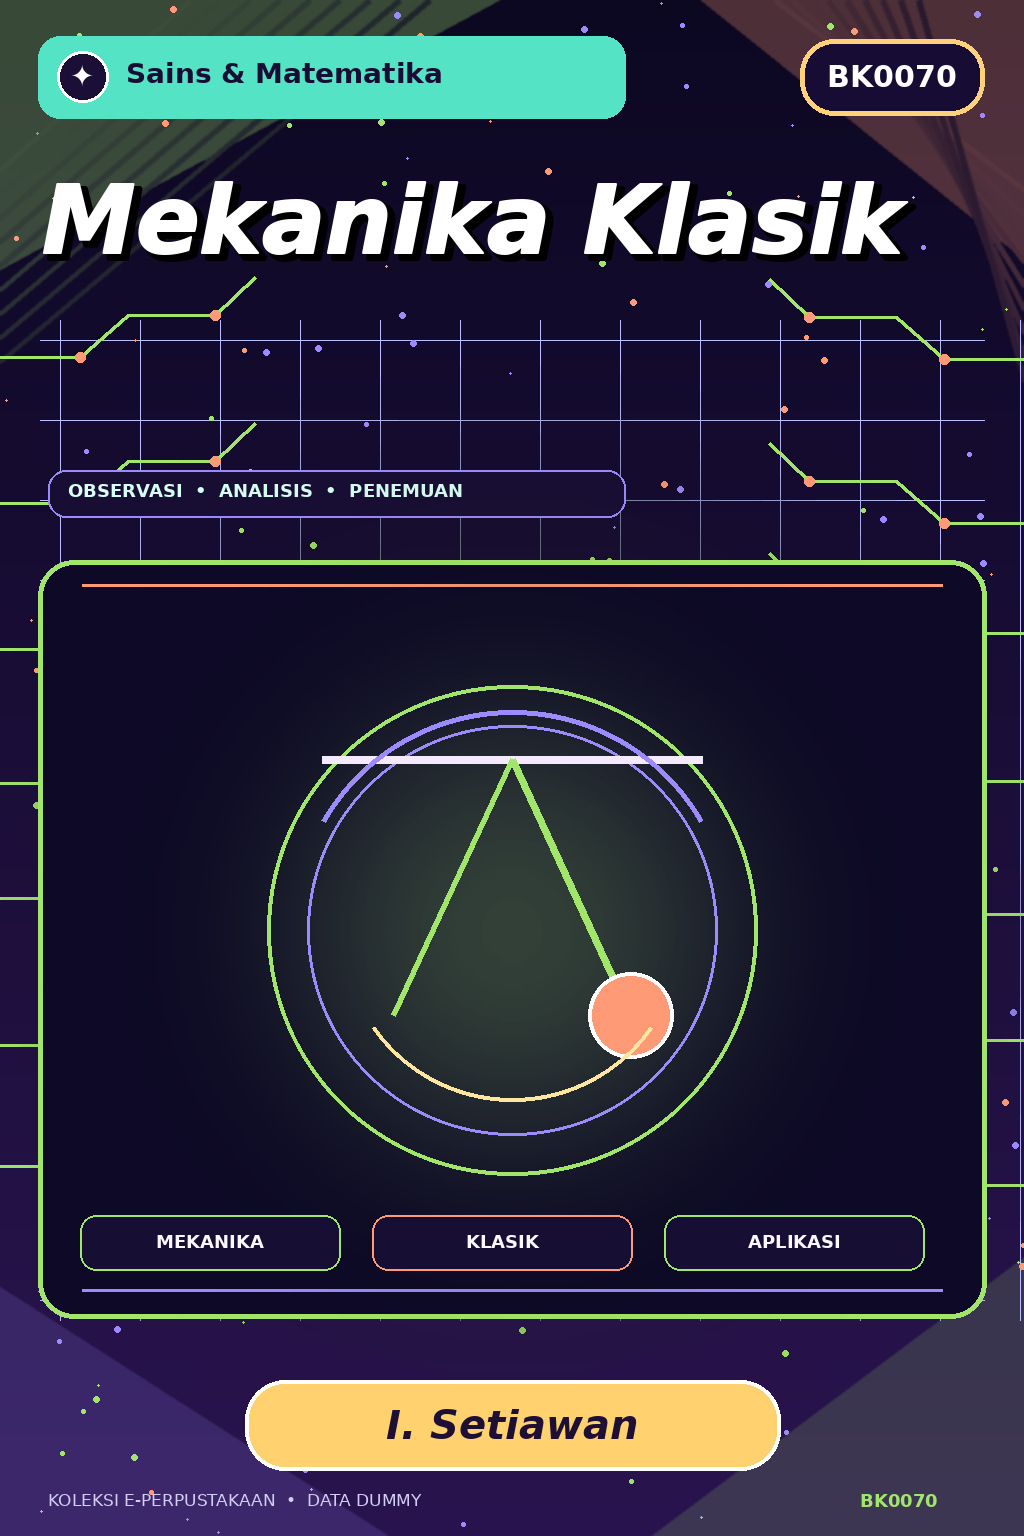 ✦ Sains & Matematika
BK0070
Mekanika Klasik
OBSERVASI • ANALISIS • PENEMUAN
MEKANIKA
KLASIK
APLIKASI
I. Setiawan
KOLEKSI E-PERPUSTAKAAN • DATA DUMMY
BK0070